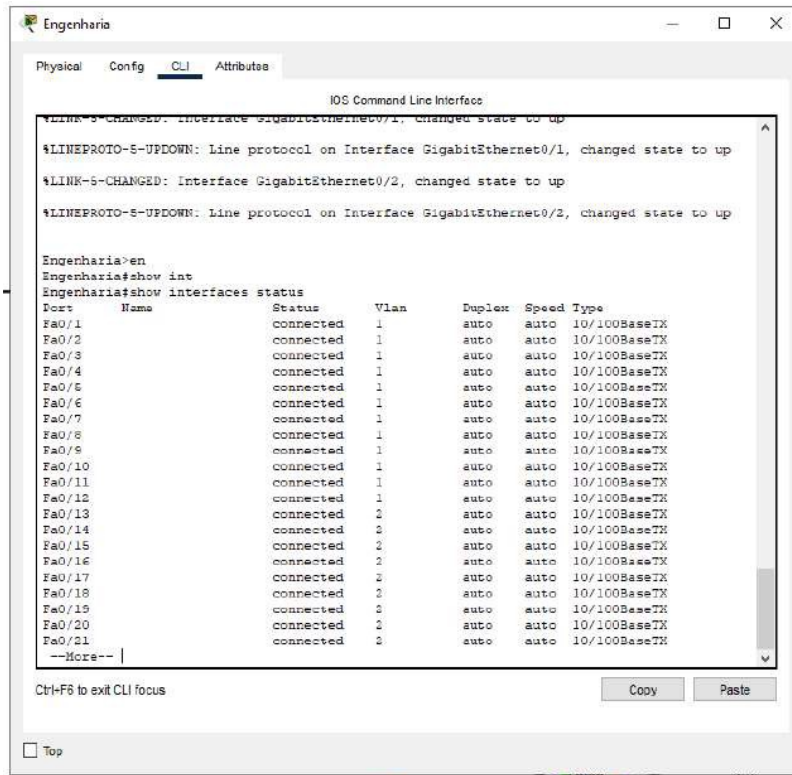 Engenharia
Physical Config CLI Attributes
IOS Command Line Interface
%LINK-5-CHANGED: Interface GigabitEthernet0/1, changed state to up
%LINEPROTO-5-UPDOWN: Line protocol on Interface GigabitEthernet0/1, changed state to up
%LINK-5-CHANGED: Interface GigabitEthernet0/2, changed state to up
%LINEPROTO-5-UPDOWN: Line protocol on Interface GigabitEthernet0/2, changed state to up
Engenharia>en
Engenharia#show int
Engenharia#show interfaces status
Port Name Status Vlan Duplex Speed Type
Fa0/1 connected 1 auto auto 10/100BaseTX
Fa0/2 connected 1 auto auto 10/100BaseTX
Fa0/3 connected 1 auto auto 10/100BaseTX
Fa0/4 connected 1 auto auto 10/100BaseTX
Fa0/5 connected 1 auto auto 10/100BaseTX
Fa0/6 connected 1 auto auto 10/100BaseTX
Fa0/7 connected 1 auto auto 10/100BaseTX
Fa0/8 connected 1 auto auto 10/100BaseTX
Fa0/9 connected 1 auto auto 10/100BaseTX
Fa0/10 connected 1 auto auto 10/100BaseTX
Fa0/11 connected 1 auto auto 10/100BaseTX
Fa0/12 connected 1 auto auto 10/100BaseTX
Fa0/13 connected 2 auto auto 10/100BaseTX
Fa0/14 connected 2 auto auto 10/100BaseTX
Fa0/15 connected 2 auto auto 10/100BaseTX
Fa0/16 connected 2 auto auto 10/100BaseTX
Fa0/17 connected 2 auto auto 10/100BaseTX
Fa0/18 connected 2 auto auto 10/100BaseTX
Fa0/19 connected 2 auto auto 10/100BaseTX
Fa0/20 connected 2 auto auto 10/100BaseTX
Fa0/21 connected 2 auto auto 10/100BaseTX
--More--
Ctrl+F6 to exit CLI focus
Copy Paste
Top